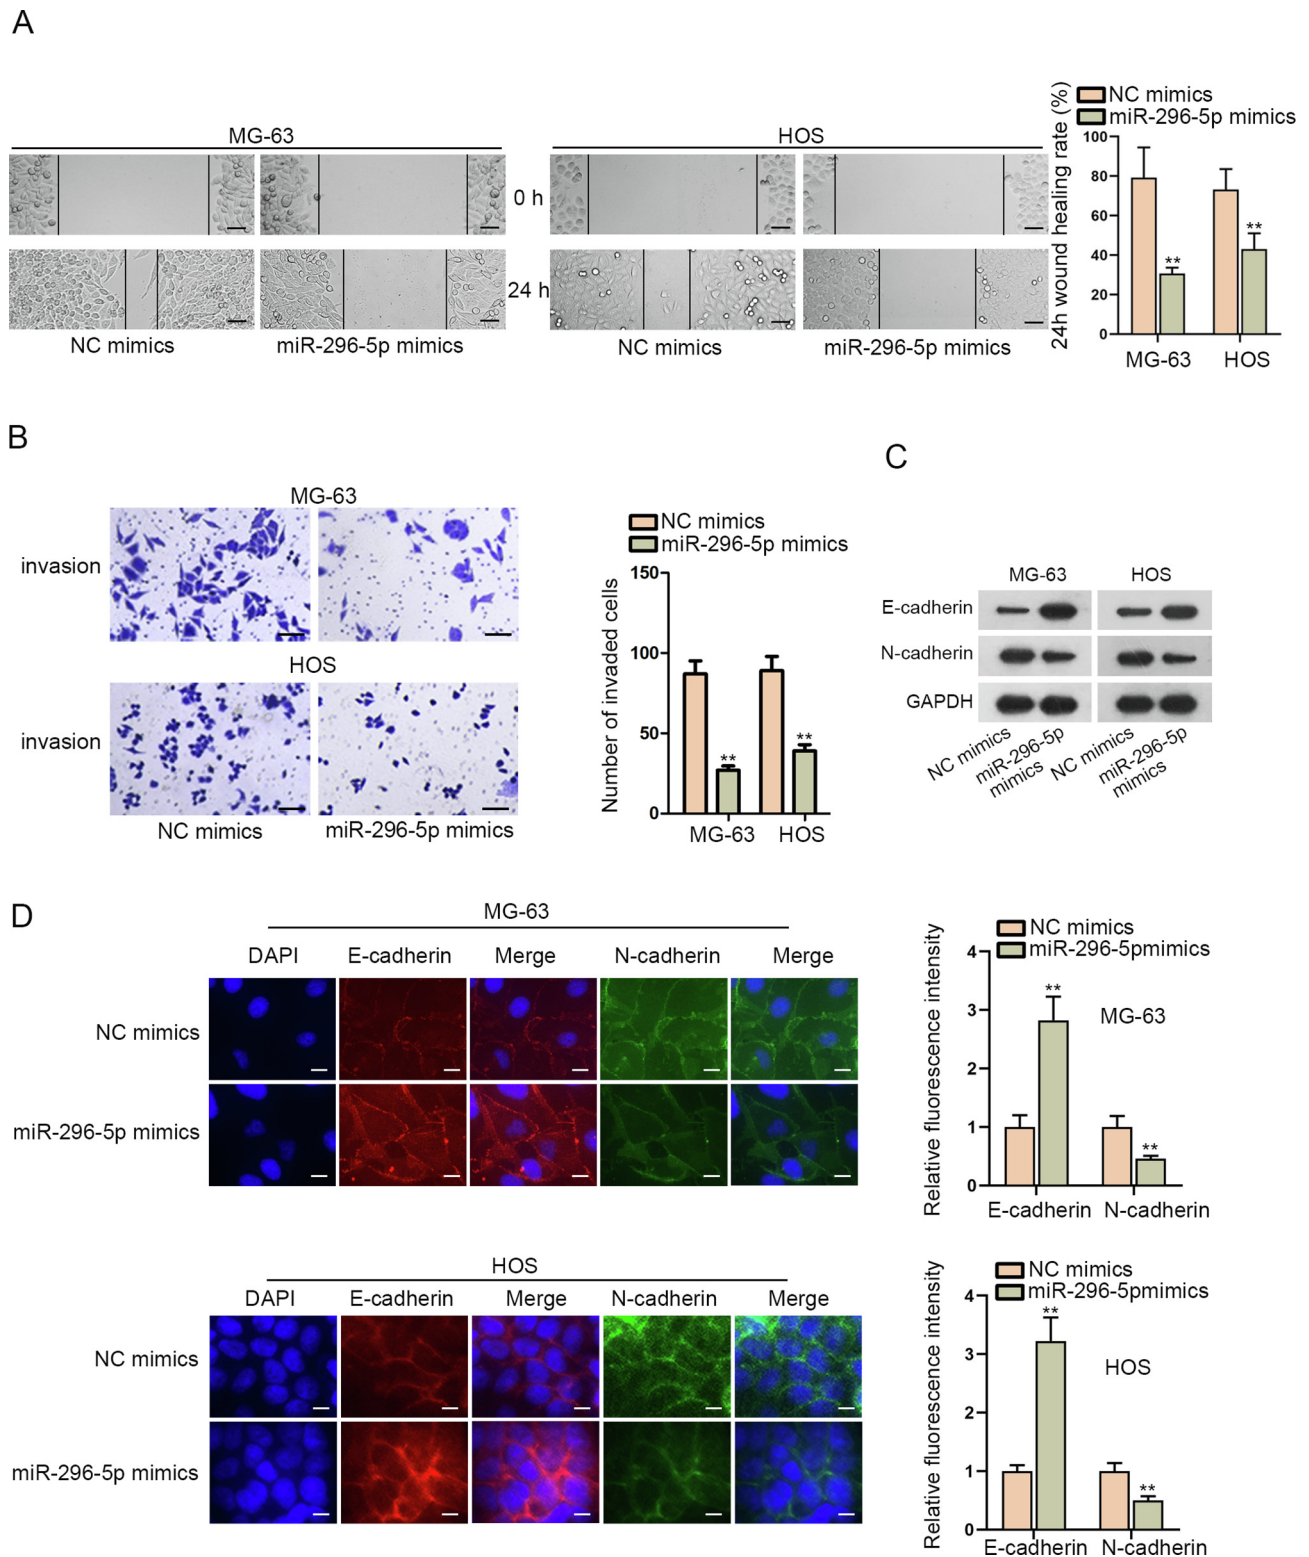 A
MG-63
HOS
0 h
24 h
NC mimics
miR-296-5p mimics
NC mimics
miR-296-5p mimics
NC mimics
miR-296-5p mimics
24h wound healing rate (%)
100
80
60
40
20
0
**
**
MG-63
HOS
B
MG-63
invasion
HOS
invasion
NC mimics
miR-296-5p mimics
NC mimics
miR-296-5p mimics
Number of invaded cells
150
100
50
0
**
**
MG-63
HOS
C
MG-63
HOS
E-cadherin
N-cadherin
GAPDH
NC mimics
miR-296-5p
mimics
NC mimics
miR-296-5p
mimics
D
MG-63
DAPI
E-cadherin
Merge
N-cadherin
Merge
NC mimics
miR-296-5p mimics
NC mimics
miR-296-5pmimics
Relative fluorescence intensity
4
3
2
1
0
**
**
MG-63
E-cadherin
N-cadherin
HOS
DAPI
E-cadherin
Merge
N-cadherin
Merge
NC mimics
miR-296-5p mimics
NC mimics
miR-296-5pmimics
Relative fluorescence intensity
4
3
4
1
0
**
**
HOS
E-cadherin
N-cadherin